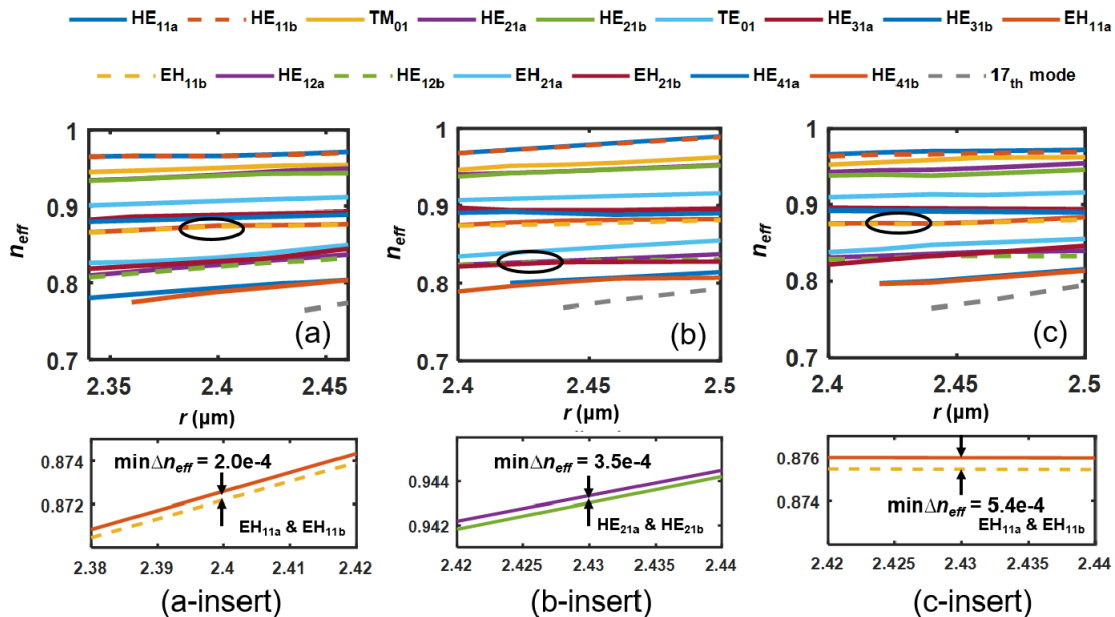 HE11a HE11b TM01 HE21a HE21b TE01 HE31a HE31b EH11a
EH11b HE12a HE12b EH21a EH21b HE41a HE41b 17th mode
1
0.9
0.8
0.7
neff
(a)
2.35 2.4 2.45
r (μm)
1
0.9
0.8
0.7
neff
(b)
2.4 2.45 2.5
r (μm)
1
0.9
0.8
0.7
neff
(c)
2.4 2.45 2.5
r (μm)
0.874
0.872
min Δneff = 2.0e-4
EH11a & EH11b
2.38 2.39 2.4 2.41 2.42
(a-insert)
0.944
0.942
min Δneff = 3.5e-4
HE21a & HE21b
2.42 2.425 2.43 2.435 2.44
(b-insert)
0.876
0.874
min Δneff = 5.4e-4
EH11a & EH11b
2.42 2.425 2.43 2.435 2.44
(c-insert)